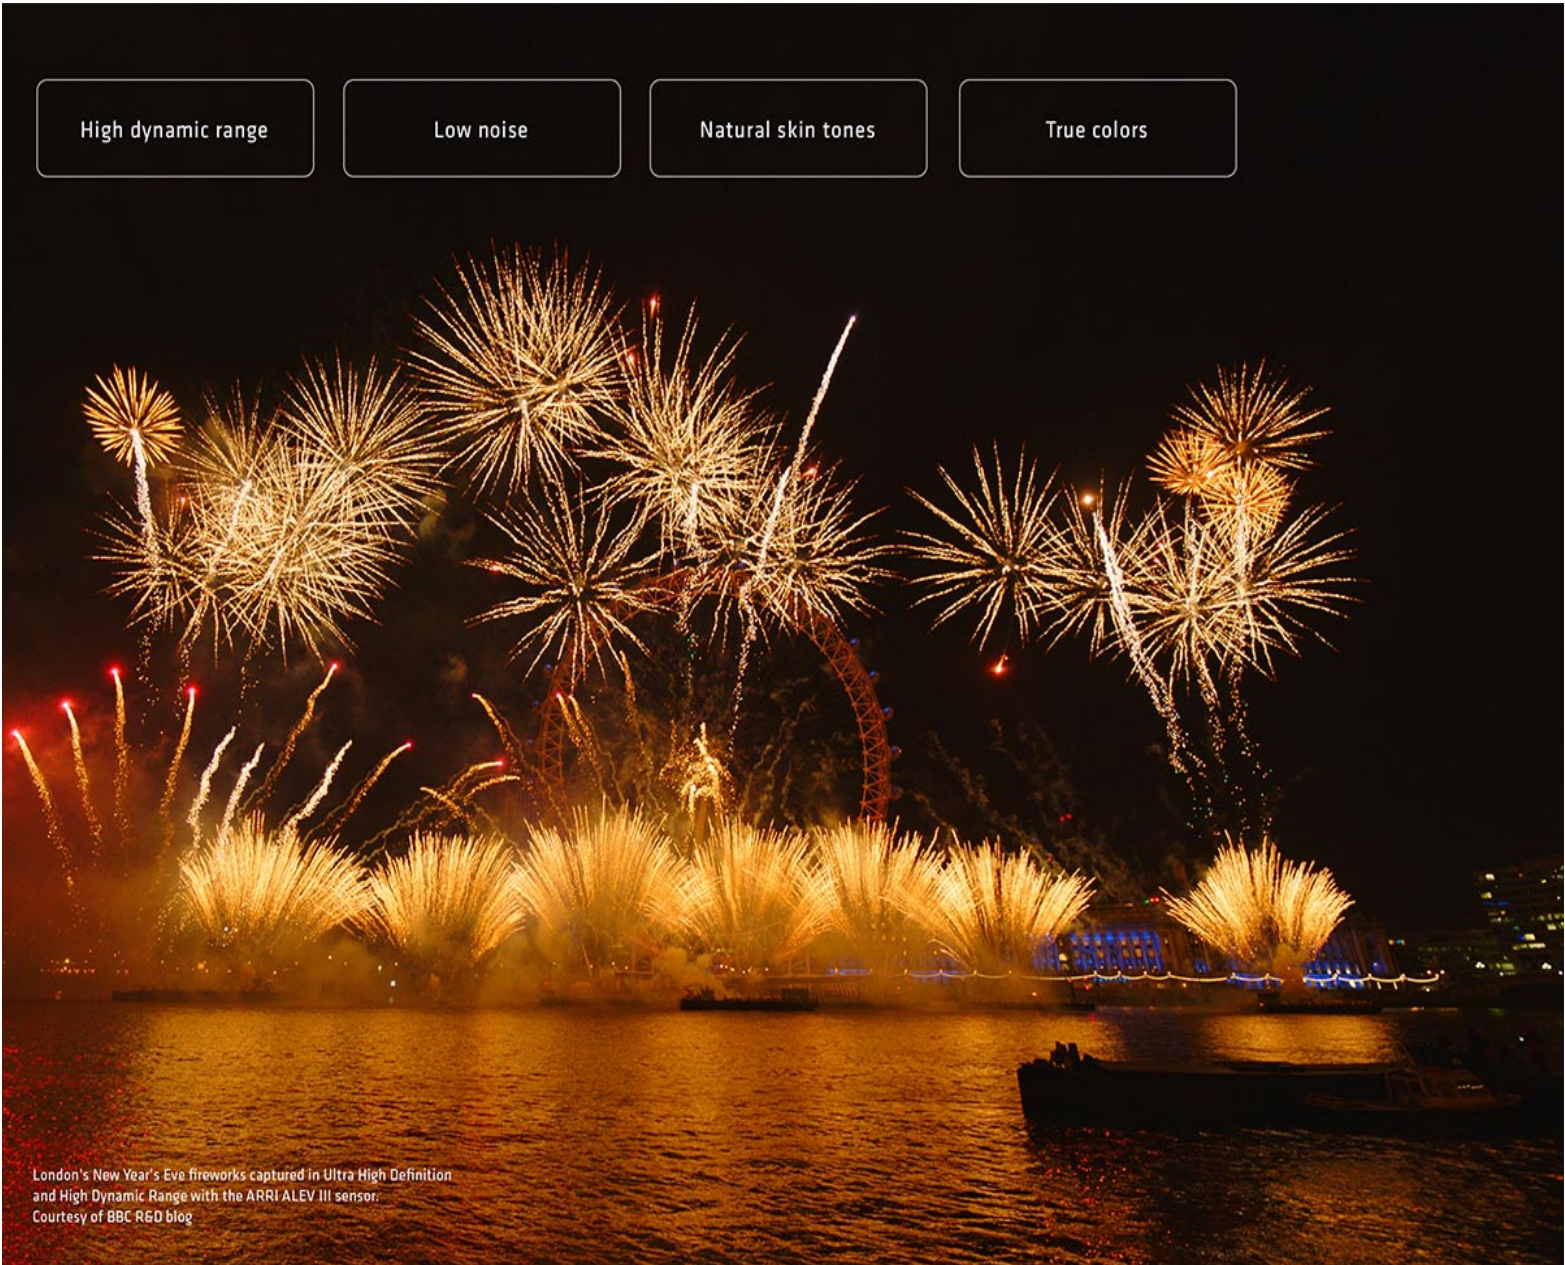 High dynamic range
Low noise
Natural skin tones
True colors
London's New Year's Eve fireworks captured in Ultra High Definition
and High Dynamic Range with the ARRI ALEV III sensor.
Courtesy of BBC R&D blog